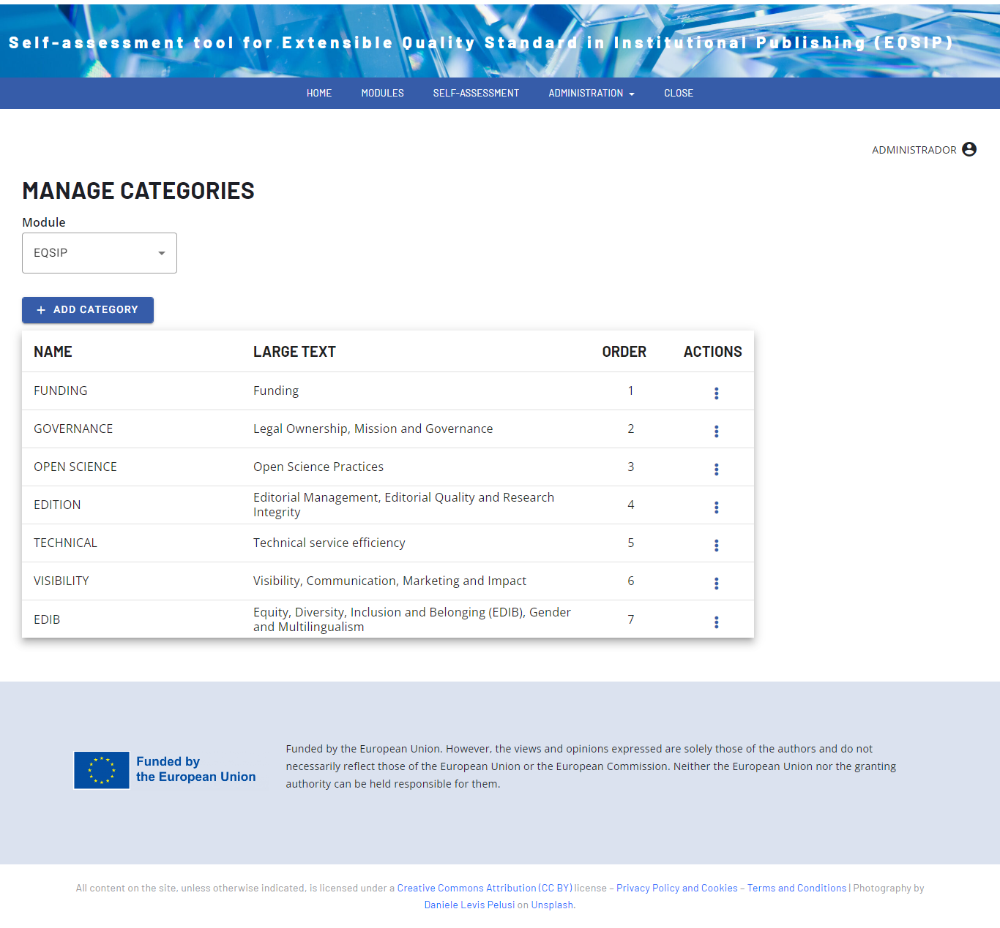 Self-assessment tool for Extensible Quality Standard in Institutional Publishing (EQSIP)
HOME MODULES SELF-ASSESSMENT ADMINISTRATION CLOSE
ADMINISTRADOR
MANAGE CATEGORIES
Module
EQSIP
+ ADD CATEGORY
NAME LARGE TEXT ORDER ACTIONS
FUNDING Funding 1
GOVERNANCE Legal Ownership, Mission and Governance 2
OPEN SCIENCE Open Science Practices 3
EDITION Editorial Management, Editorial Quality and Research
Integrity 4
TECHNICAL Technical service efficiency 5
VISIBILITY Visibility, Communication, Marketing and Impact 6
EDIB Equity, Diversity, Inclusion and Belonging (EDIB), Gender
and Multilingualism 7
Funded by
the European Union
Funded by the European Union. However, the views and opinions expressed are solely those of the authors and do not
necessarily reflect those of the European Union or the European Commission. Neither the European Union nor the granting
authority can be held responsible for them.
All content on the site, unless otherwise indicated, is licensed under a Creative Commons Attribution (CC BY) license – Privacy Policy and Cookies – Terms and Conditions | Photography by
Daniele Levis Pelusi on Unsplash.